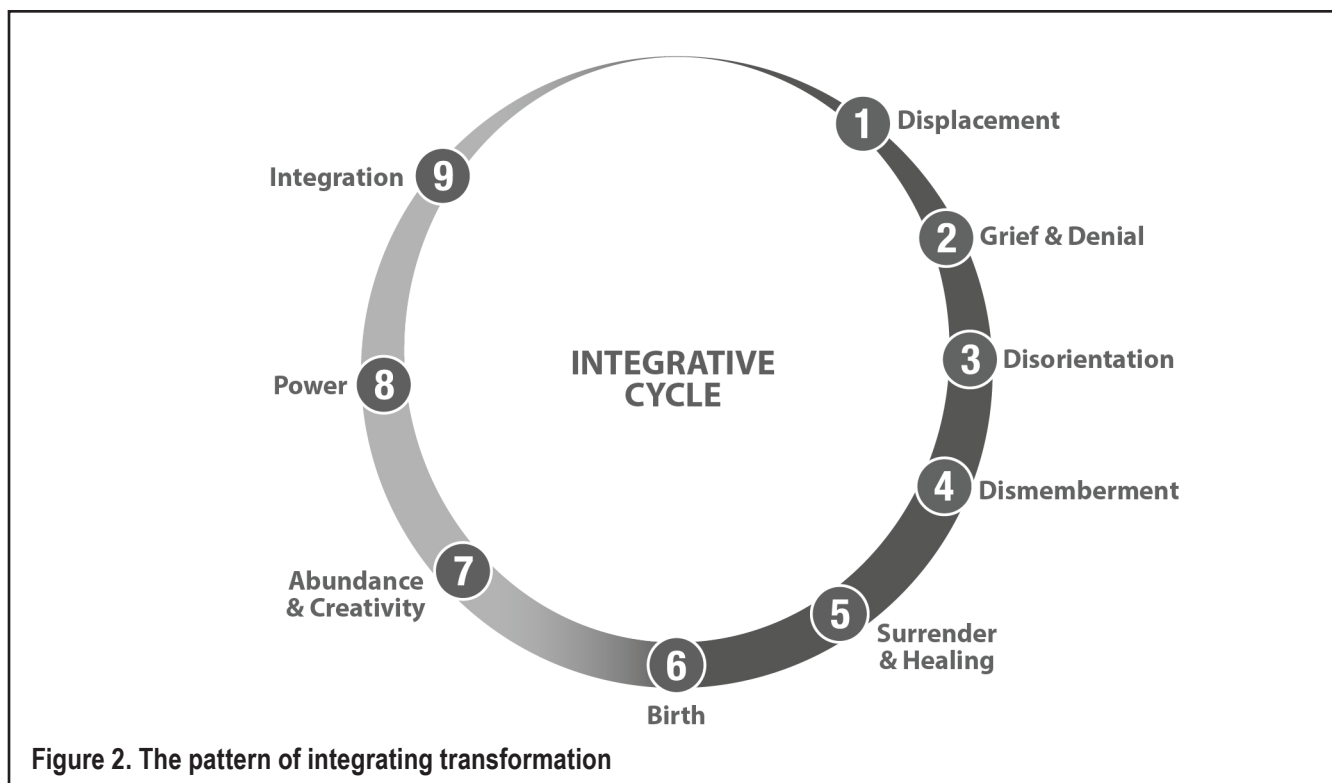 1 Displacement
2 Grief & Denial
3 Disorientation
4 Dismemberment
5 Surrender
& Healing
6
Birth
7 Abundance
& Creativity
8 Power
9 Integration
INTEGRATIVE
CYCLE
Figure 2. The pattern of integrating transformation